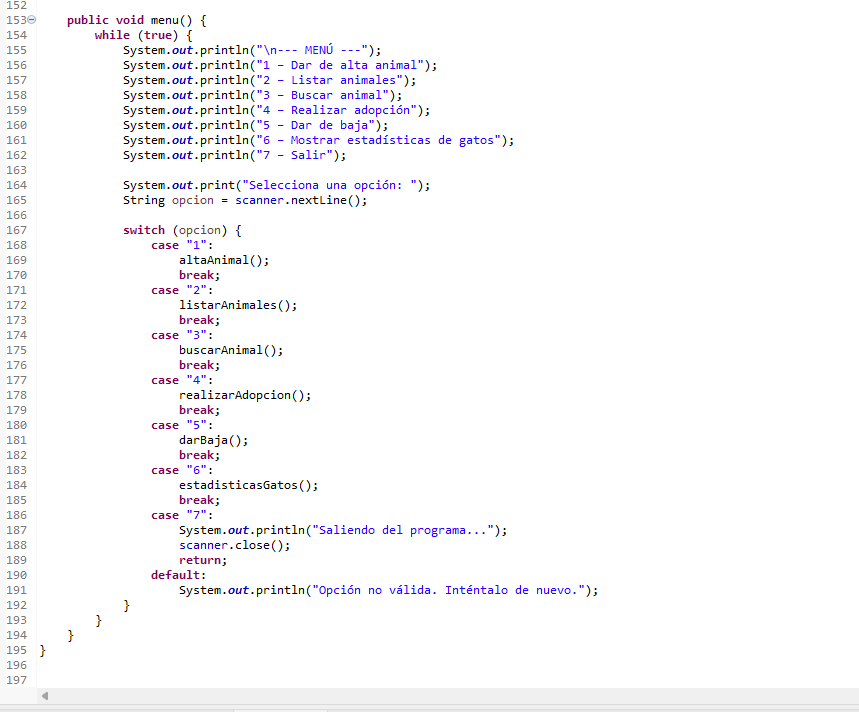 152
153 public void menu() {
154 while (true) {
155 System.out.println("\n--- MENÚ ---");
156 System.out.println("1 – Dar de alta animal");
157 System.out.println("2 – Listar animales");
158 System.out.println("3 – Buscar animal");
159 System.out.println("4 – Realizar adopción");
160 System.out.println("5 – Dar de baja");
161 System.out.println("6 – Mostrar estadísticas de gatos");
162 System.out.println("7 – Salir");
163
164 System.out.print("Selecciona una opción: ");
165 String opcion = scanner.nextLine();
166
167 switch (opcion) {
168 case "1":
169 altaAnimal();
170 break;
171 case "2":
172 listarAnimales();
173 break;
174 case "3":
175 buscarAnimal();
176 break;
177 case "4":
178 realizarAdopcion();
179 break;
180 case "5":
181 darBaja();
182 break;
183 case "6":
184 estadisticasGatos();
185 break;
186 case "7":
187 System.out.println("Saliendo del programa...");
188 scanner.close();
189 return;
190 default:
191 System.out.println("Opción no válida. Inténtalo de nuevo.");
192 }
193 }
194 }
195 }
196
197